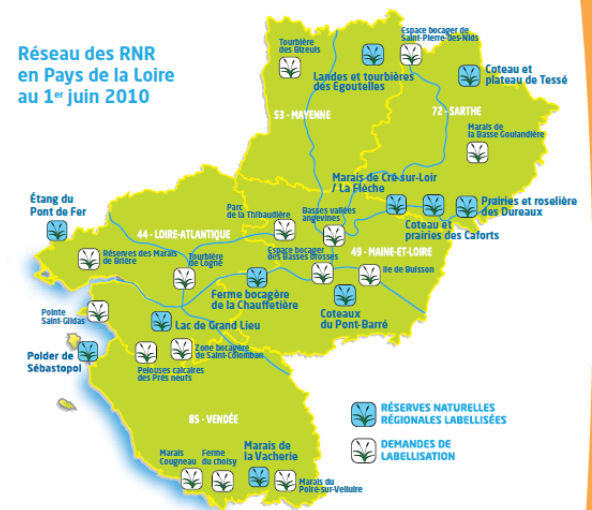 Réseau des RNR
en Pays de la Loire
au 1er juin 2010
Tourbière
des Bizeuls
Landes et tourbières
des Égoutelles
Espace bocager de
Saint-Pierre-des-Nids
Coteau et
plateau de Tessé
53 - MAYENNE
72 - SARTHE
Marais de
la Basse Goulandière
Marais de Cré-sur-Loir
/ La Flèche
Prairies et roselière
des Dureaux
Coteau et
prairies des Caforts
Étang du
Pont de Fer
44 - LOIRE-ATLANTIQUE
Parc
de la Thibaudière
Basses vallées
angevines
49 - MAINE-ET-LOIRE
Réserves des Marais
de Brière
Tourbière
de Logné
Espace bocager
des Basses brosses
Ile de Buisson
Ferme bocagère
de la Chauffetière
Coteaux
du Pont-Barré
Pointe
Saint-Gildas
Lac de Grand Lieu
Polder de
Sébastopol
Zone bocagère
de Saint-Colomban
Pelouses calcaires
des Prés neufs
85 - VENDÉE
RÉSERVES NATURELLES
RÉGIONALES LABELLISÉES
DEMANDES DE
LABELLISATION
Marais
Cougneau
Ferme
du choisy
Marais de
la Vacherie
Marais du
Poiré-sur-Velluire